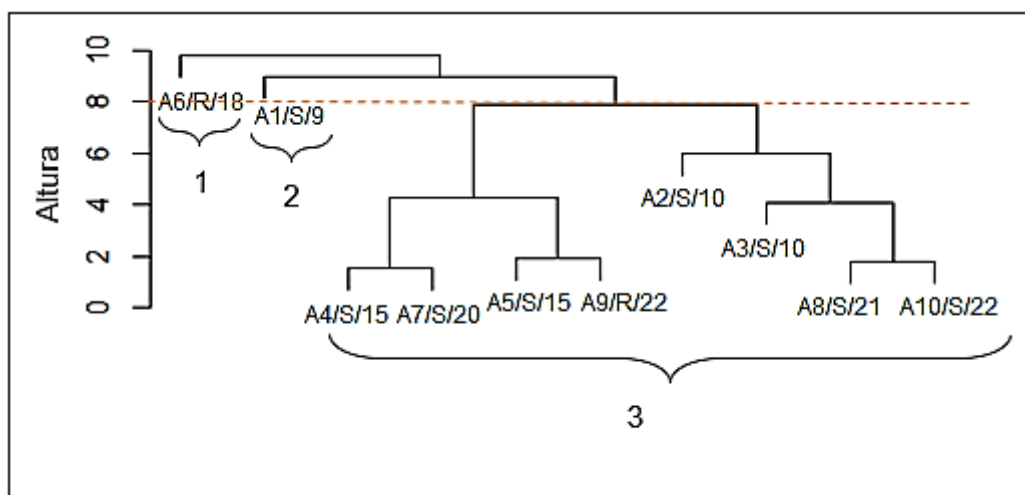 Altura
10
8
6
4
2
0
A6/R/18
A1/S/9
1
2
A2/S/10
A3/S/10
A4/S/15
A7/S/20
A5/S/15
A9/R/22
A8/S/21
A10/S/22
3